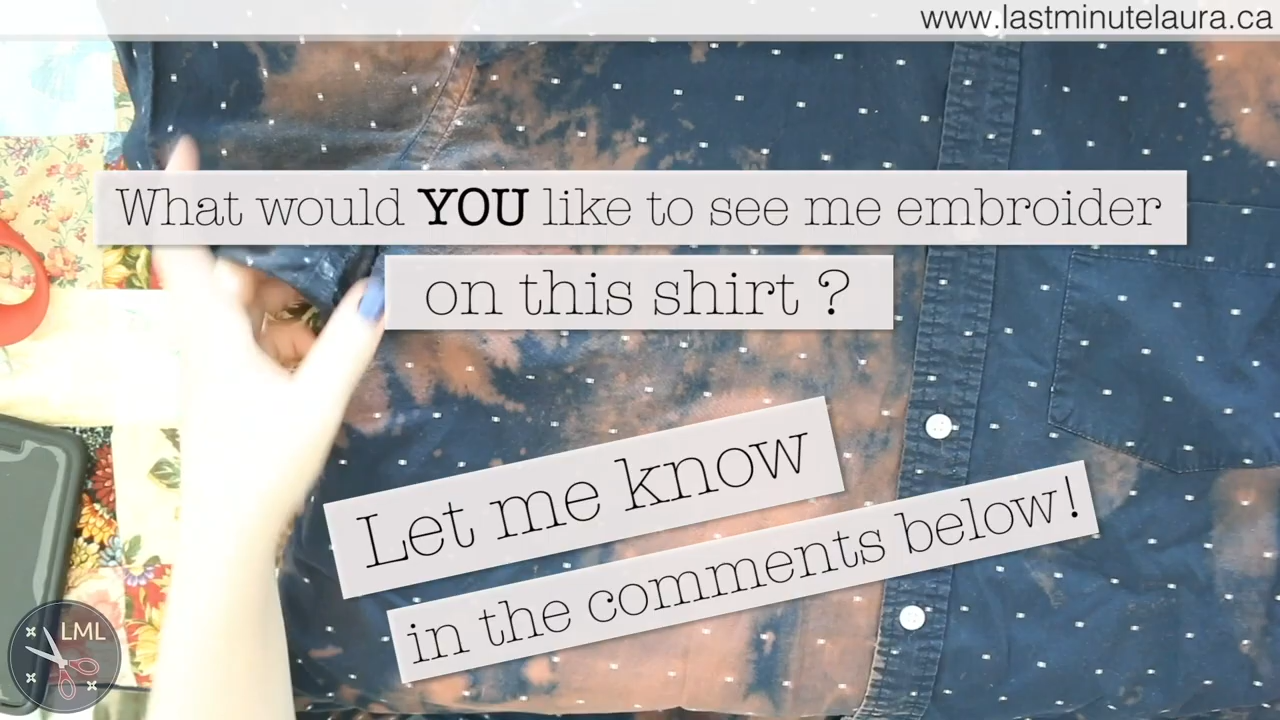 www.lastminutelaura.ca
What would YOU like to see me embroider
on this shirt ?
Let me know
in the comments below!
LML